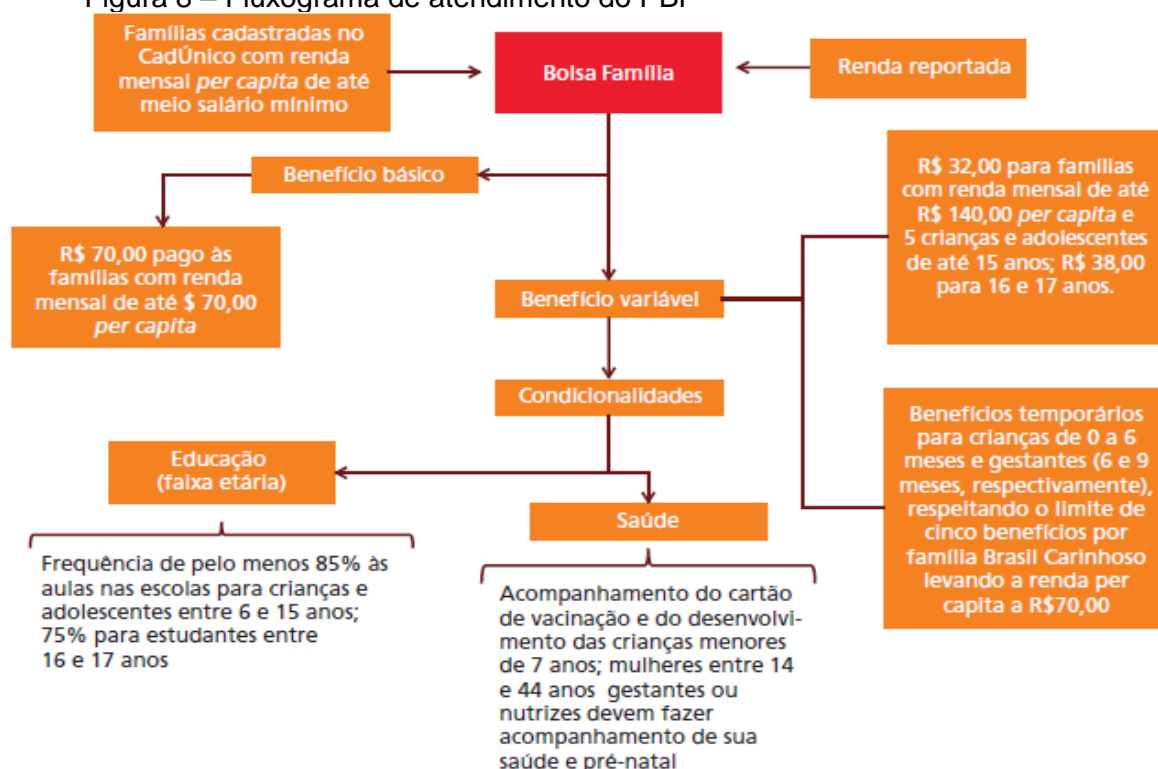 Figura 8 – Fluxograma de atendimento do PBF
Famílias cadastradas no
CadÚnico com renda
mensal per capita de até
meio salário mínimo
Bolsa Família
Renda reportada
Benefício básico
R$ 70,00 pago às
famílias com renda
mensal de até $ 70,00
per capita
Benefício variável
R$ 32,00 para famílias
com renda mensal de até
R$ 140,00 per capita e
5 crianças e adolescentes
de até 15 anos; R$ 38,00
para 16 e 17 anos.
Benefícios temporários
para crianças de 0 a 6
meses e gestantes (6 e 9
meses, respectivamente),
respeitando o limite de
cinco benefícios por
família Brasil Carinhoso
levando a renda per
capita a R$70,00
Condicionalidades
Educação
(faixa etária)
Saúde
Frequência de pelo menos 85% às
aulas nas escolas para crianças e
adolescentes entre 6 e 15 anos;
75% para estudantes entre
16 e 17 anos
Acompanhamento do cartão
de vacinação e do desenvolvi-
mento das crianças menores
de 7 anos; mulheres entre 14
e 44 anos gestantes ou
nutrizes devem fazer
acompanhamento de sua
saúde e pré-natal